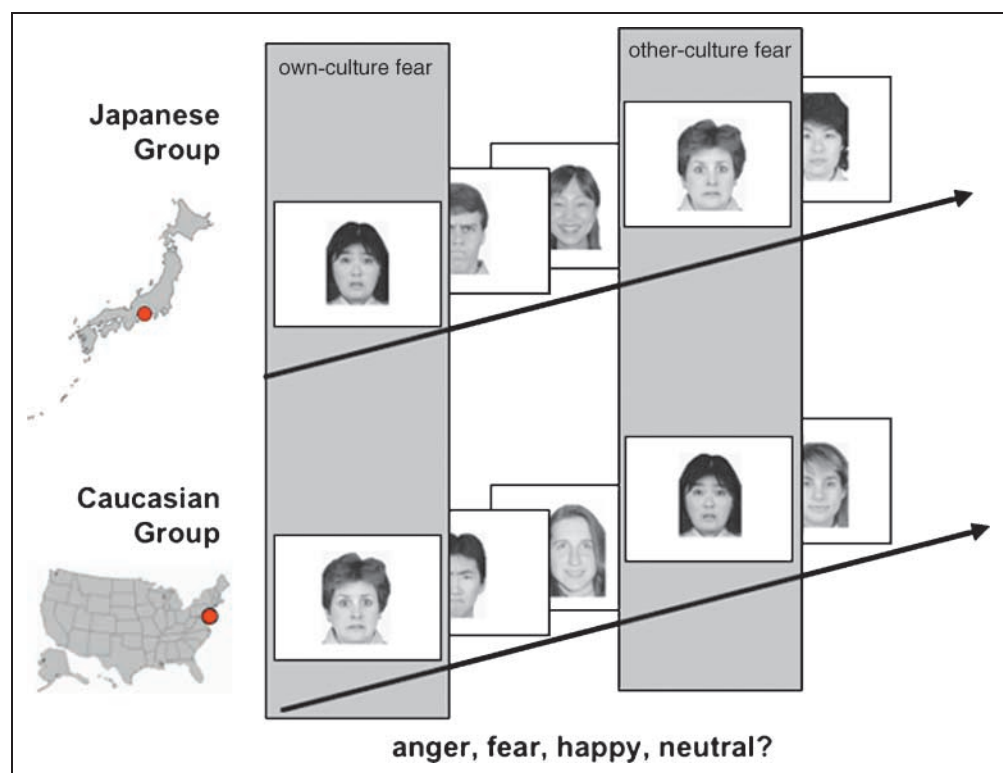 own-culture fear
other-culture fear
Japanese
Group
Caucasian
Group
anger, fear, happy, neutral?